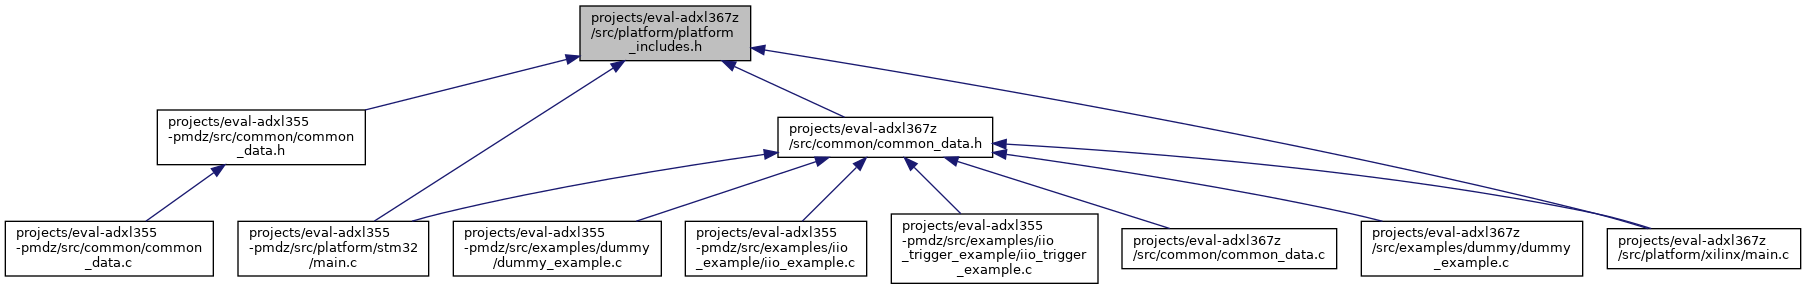 projects/eval-adxl367z
/src/platform/platform
_includes.h
projects/eval-adxl355
-pmdz/src/common/common
_data.h
projects/eval-adxl367z
/src/common/common_data.h
projects/eval-adxl355
-pmdz/src/common/common
_data.c
projects/eval-adxl355
-pmdz/src/platform/stm32
/main.c
projects/eval-adxl355
-pmdz/src/examples/dummy
/dummy_example.c
projects/eval-adxl355
-pmdz/src/examples/iio
_example/iio_example.c
projects/eval-adxl355
-pmdz/src/examples/iio
_trigger_example/iio_trigger
_example.c
projects/eval-adxl367z
/src/common/common_data.c
projects/eval-adxl367z
/src/examples/dummy/dummy
_example.c
projects/eval-adxl367z
/src/platform/xilinx/main.c